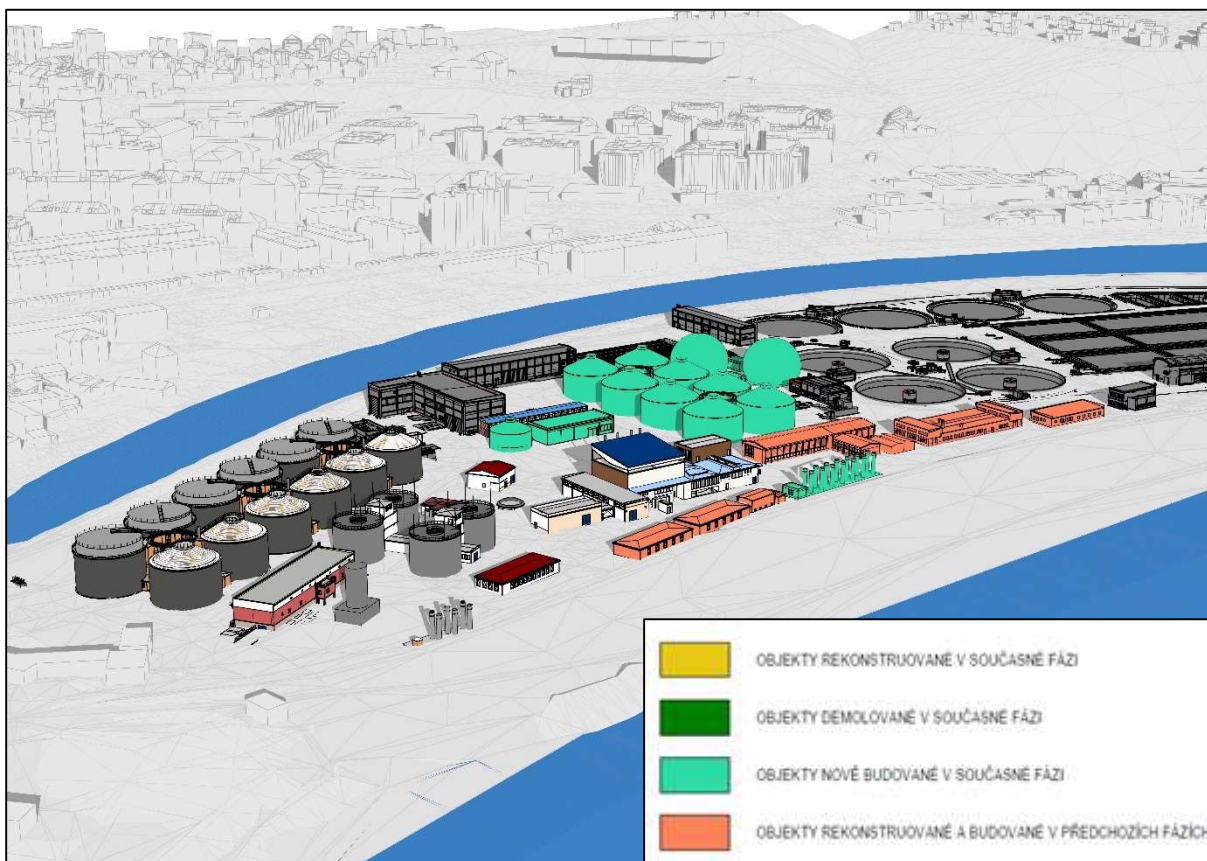 OBJEKTY REKONSTRUOVANÉ V SOUČASNÉ FÁZI
OBJEKTY DEMOLOVANÉ V SOUČASNÉ FÁZI
OBJEKTY NOVĚ BUDOVANÉ V SOUČASNÉ FÁZI
OBJEKTY REKONSTRUOVANÉ A BUDOVANÉ V PŘEDCHOZÍCH FÁZÍCH